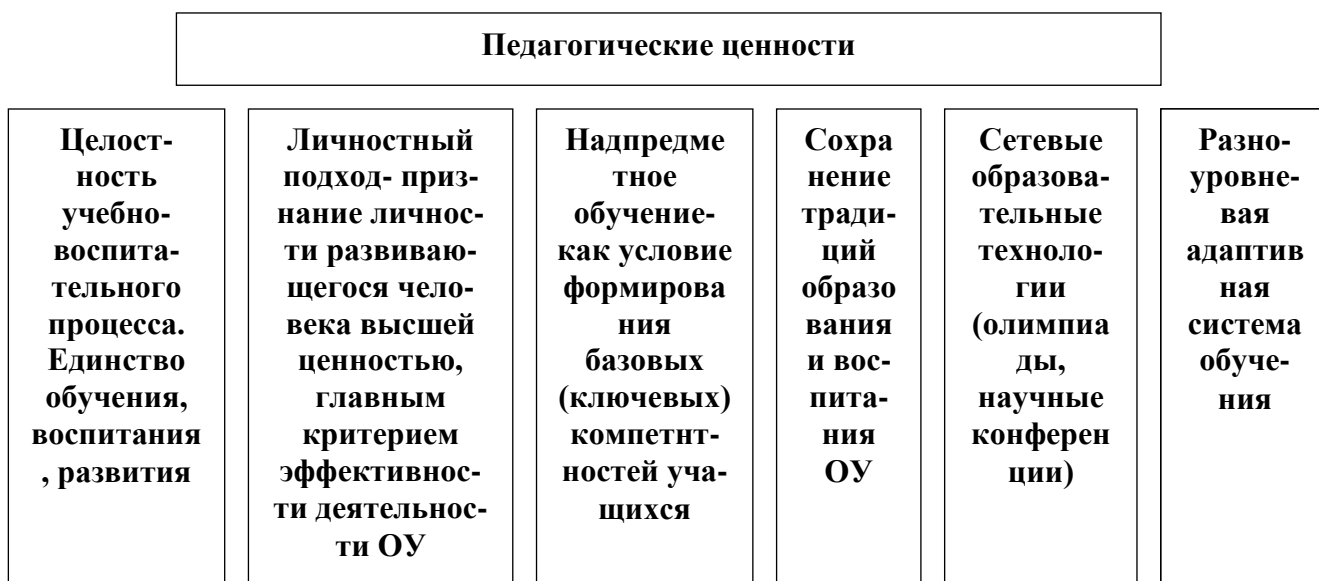 Педагогические ценности
Целост-
ность
учебно-
воспита-
тельного
процесса.
Единство
обучения,
воспитания
, развития
Личностный
подход- приз-
нание личнос-
ти развиваю-
щегося чело-
века высшей
ценностью,
главным
критерием
эффективнос-
ти деятельнос-
ти ОУ
Надпредме
тное
обучение-
как условие
формирова
ния
базовых
(ключевых)
компетнт-
ностей уча-
щихся
Сохра
нение
тради-
ций
образо
вания
и вос-
пита-
ния
ОУ
Сетевые
образова-
тельные
техноло-
гии
(олимпиа
ды,
научные
конферен
ции)
Разно-
уровне-
вая
адаптив
ная
система
обуче-
ния